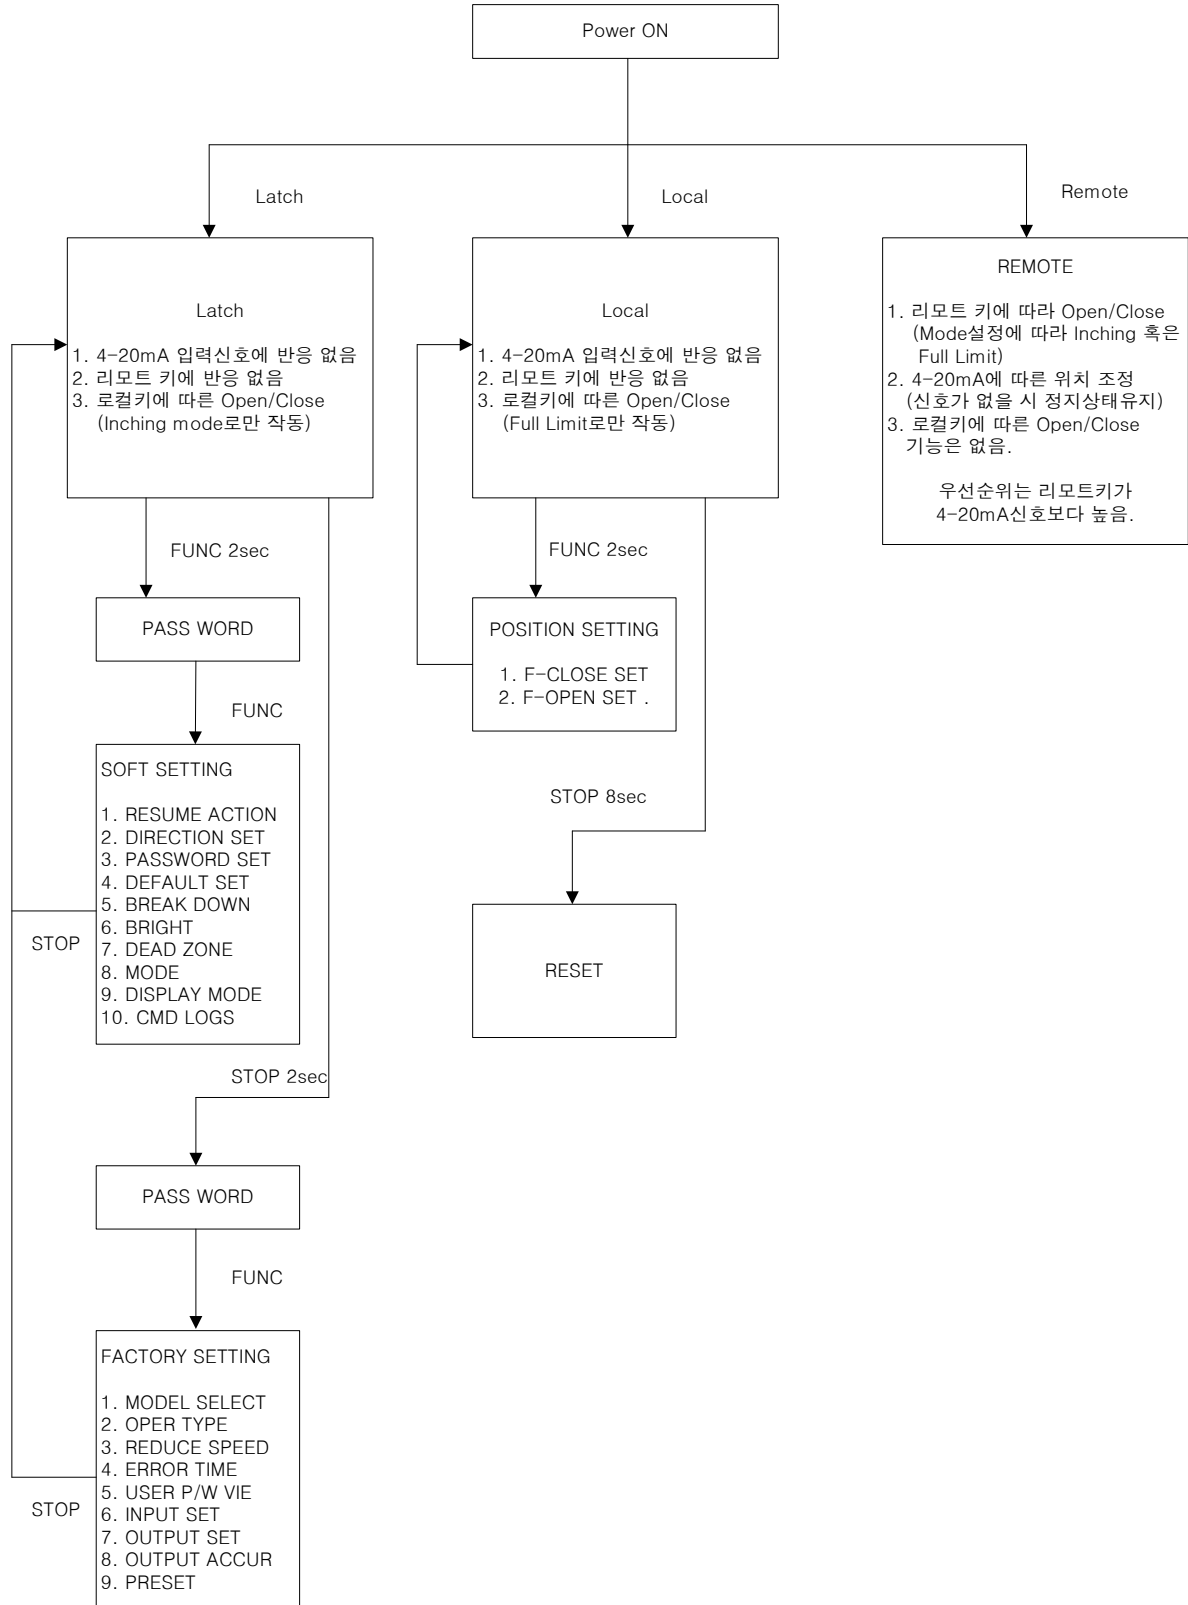 Power ON
Latch
Local
Remote
Latch
1. 4-20mA 입력신호에 반응 없음
2. 리모트 키에 반응 없음
3. 로컬키에 따른 Open/Close
(Inching mode로만 작동)
Local
1. 4-20mA 입력신호에 반응 없음
2. 리모트 키에 반응 없음
3. 로컬키에 따른 Open/Close
(Full Limit로만 작동)
REMOTE
1. 리모트 키에 따라 Open/Close
(Mode설정에 따라 Inching 혹은
Full Limit)
2. 4-20mA에 따른 위치 조정
(신호가 없을 시 정지상태유지)
3. 로컬키에 따른 Open/Close
기능은 없음.
우선순위는 리모트키가
4-20mA신호보다 높음.
FUNC 2sec
PASS WORD
FUNC
SOFT SETTING
1. RESUME ACTION
2. DIRECTION SET
3. PASSWORD SET
4. DEFAULT SET
5. BREAK DOWN
6. BRIGHT
7. DEAD ZONE
8. MODE
9. DISPLAY MODE
10. CMD LOGS
STOP
FUNC 2sec
POSITION SETTING
1. F-CLOSE SET
2. F-OPEN SET .
STOP 8sec
RESET
STOP 2sec
PASS WORD
FUNC
FACTORY SETTING
1. MODEL SELECT
2. OPER TYPE
3. REDUCE SPEED
4. ERROR TIME
5. USER P/W VIE
6. INPUT SET
7. OUTPUT SET
8. OUTPUT ACCUR
9. PRESET
STOP